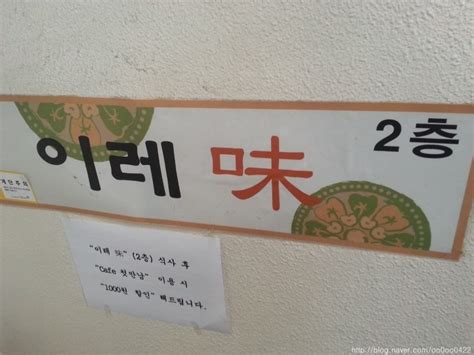 이레 味 2층
"이레 味" (2층) 식사 후
"Cafe 첫만남" 이용 시
"1000원 할인" 해드립니다.
http://blog.naver.com/co0oo0422